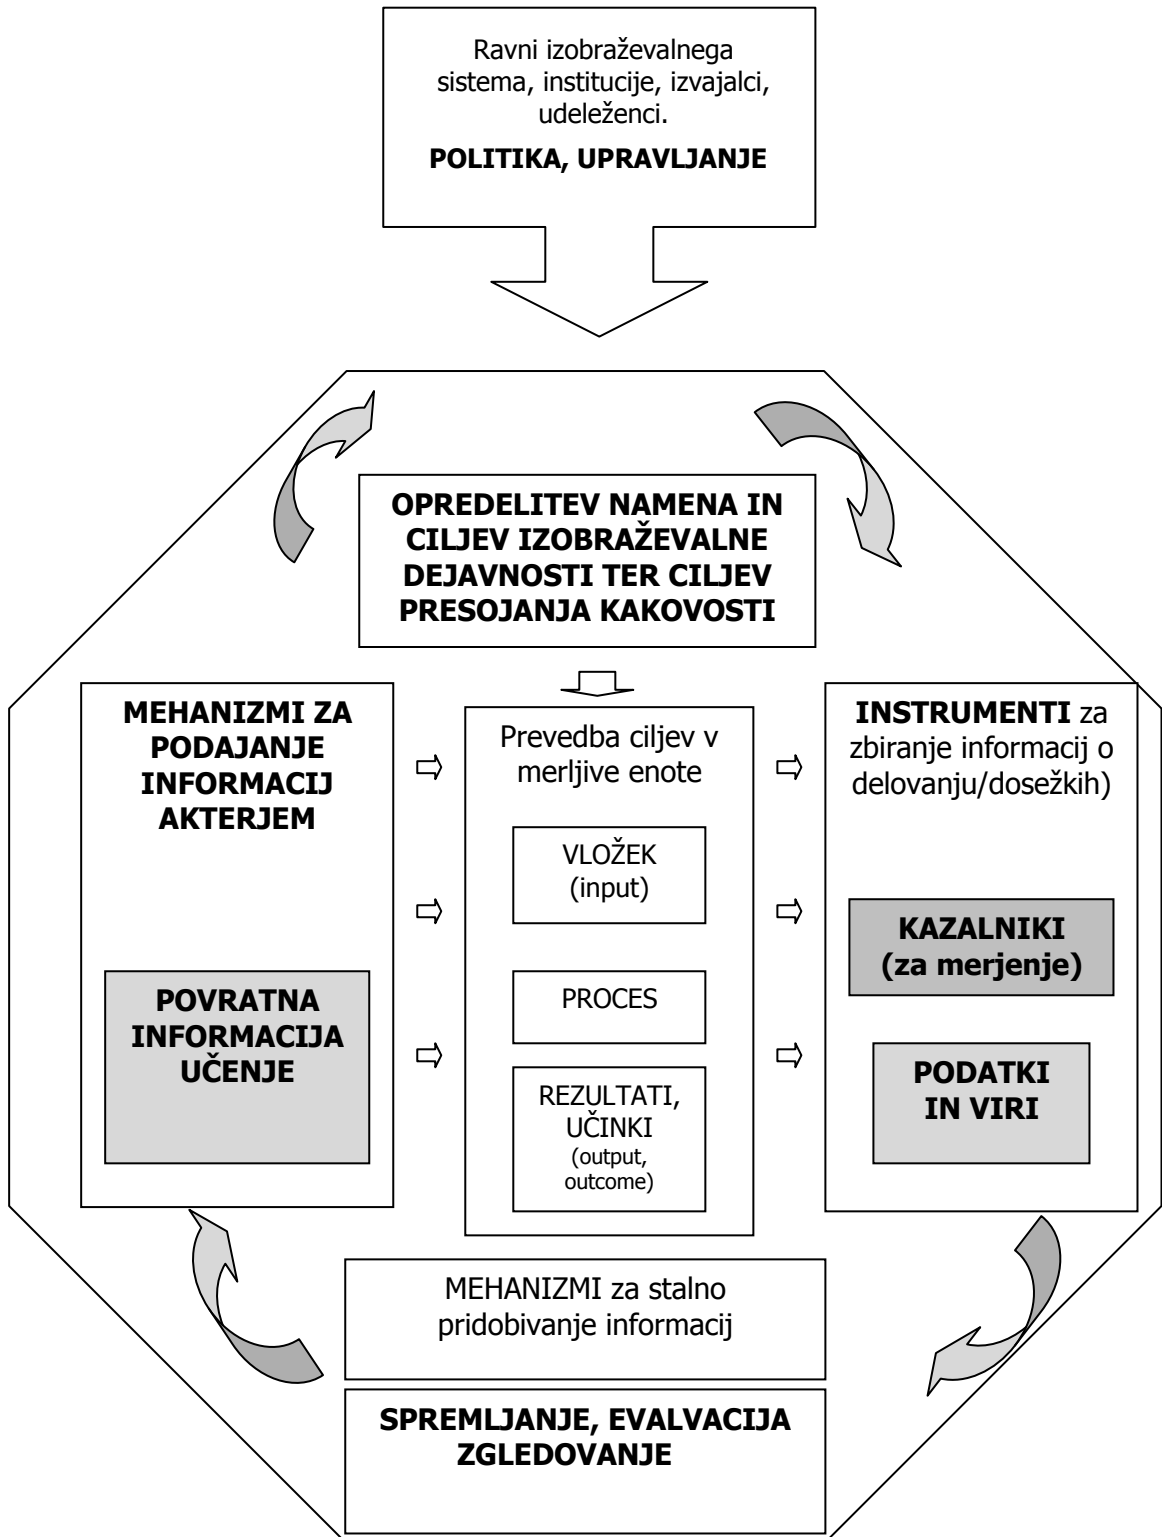 Ravni izobraževalnega
sistema, institucije, izvajalci,
udeleženci.
POLITIKA, UPRAVLJANJE
OPREDELITEV NAMENA IN
CILJEV IZOBRAŽEVALNE
DEJAVNOSTI TER CILJEV
PRESOJANJA KAKOVOSTI
MEHANIZMI ZA
PODAJANJE
INFORMACIJ
AKTERJEM
POVRATNA
INFORMACIJA
UČENJE
Prevedba ciljev v
merljive enote
VLOŽEK
(input)
PROCES
REZULTATI,
UČINKI
(output,
outcome)
INSTRUMENTI za
zbiranje informacij o
delovanju/dosežkih)
KAZALNIKI
(za merjenje)
PODATKI
IN VIRI
MEHANIZMI za stalno
pridobivanje informacij
SPREMLJANJE, EVALVACIJA
ZGLEDOVANJE